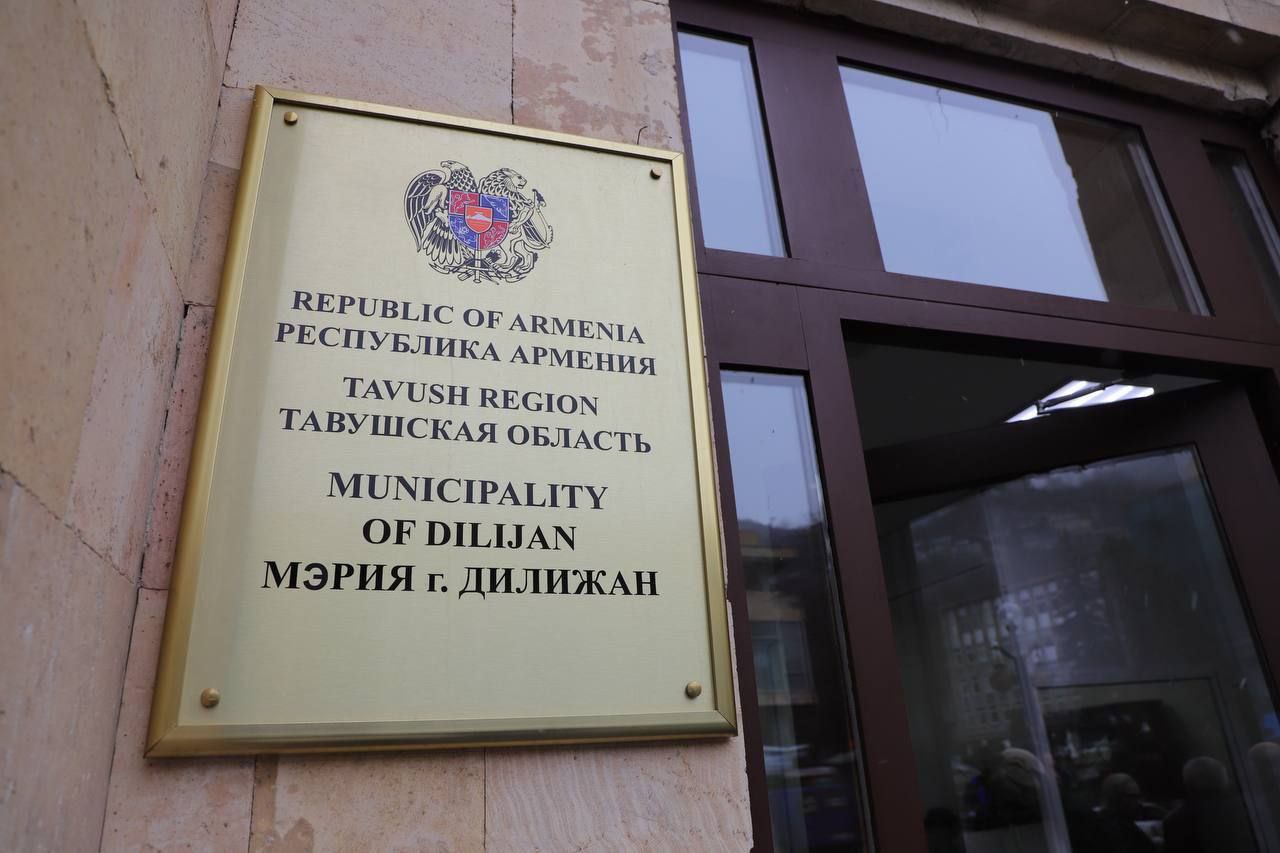 REPUBLIC OF ARMENIA
РЕСПУБЛИКА АРМЕНИЯ
TAVUSH REGION
ТАВУШСКАЯ ОБЛАСТЬ
MUNICIPALITY
OF DILIJAN
МЭРИЯ г. ДИЛИЖАН